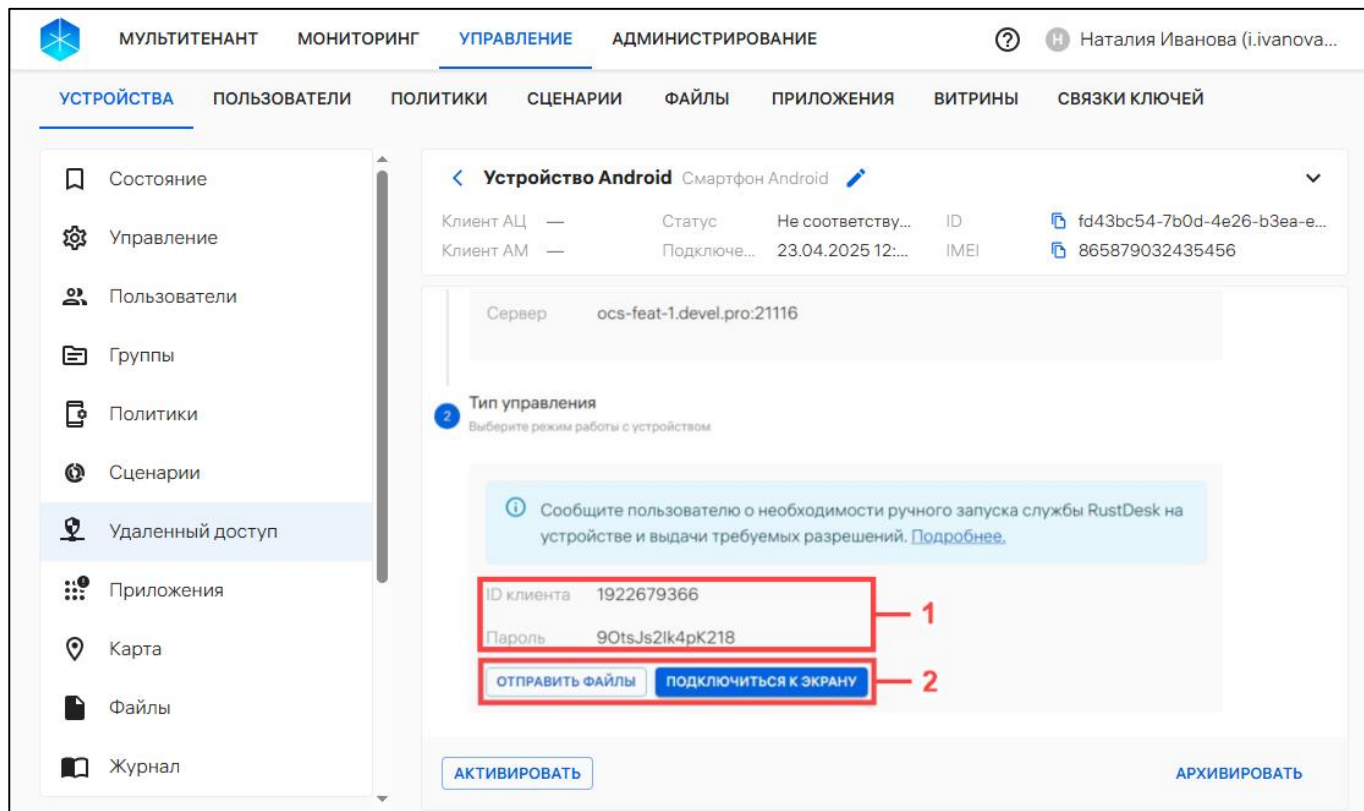 МУЛЬТИТЕНАНТ МОНИТОРИНГ УПРАВЛЕНИЕ АДМИНИСТРИРОВАНИЕ Н Наталия Иванова (i.ivanova...
УСТРОЙСТВА ПОЛЬЗОВАТЕЛИ ПОЛИТИКИ СЦЕНАРИИ ФАЙЛЫ ПРИЛОЖЕНИЯ ВИТРИНЫ СВЯЗКИ КЛЮЧЕЙ
Состояние
Управление
Пользователи
Группы
Политики
Сценарии
Удаленный доступ
Приложения
Карта
Файлы
Журнал
Устройство Android Смартфон Android
Клиент АЦ — Статус Не соответству... ID fd43bc54-7b0d-4e26-b3ea-e...
Клиент АМ — Подключе... 23.04.2025 12:... IMEI 865879032435456
Сервер ocs-feat-1.devel.pro:21116
2 Тип управления
Выберите режим работы с устройством
Сообщите пользователю о необходимости ручного запуска службы RustDesk на
устройстве и выдачи требуемых разрешений. Подробнее.
ID клиента 1922679366
1
Пароль 9OtsJs2lk4pK218
ОТПРАВИТЬ ФАЙЛЫ ПОДКЛЮЧИТЬСЯ К ЭКРАНУ 2
АКТИВИРОВАТЬ АРХИВИРОВАТЬ